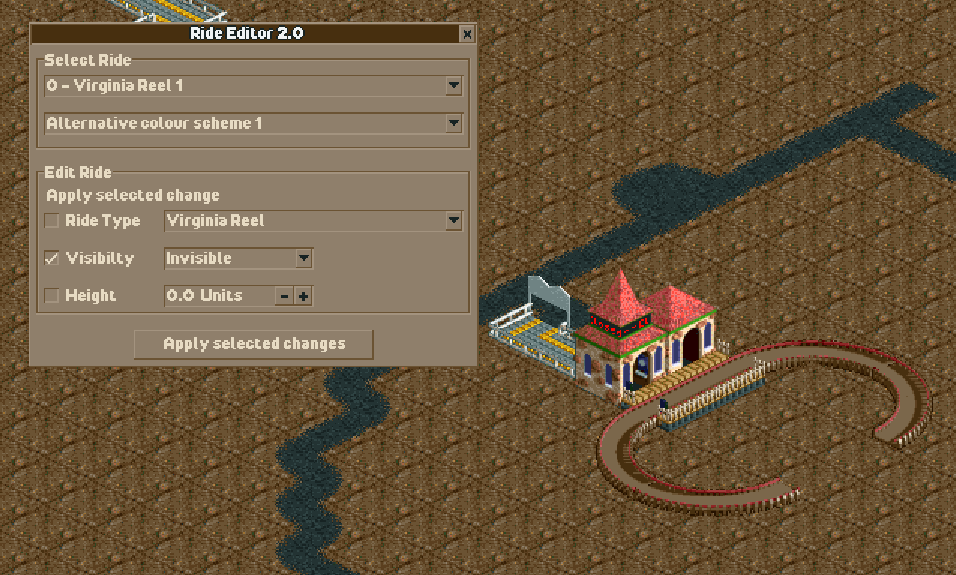 Ride Editor 2.0
Select Ride
0 - Virginia Reel 1
Alternative colour scheme 1
Edit Ride
Apply selected change
Ride Type Virginia Reel
Visibilty Invisible
Height 0.0 Units - +
Apply selected changes